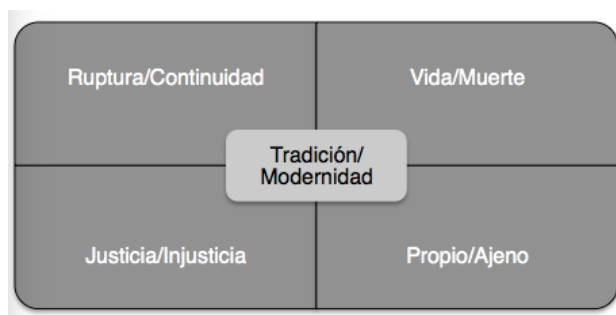 Ruptura/Continuidad
Vida/Muerte
Tradición/
Modernidad
Justicia/Injusticia
Propio/Ajeno